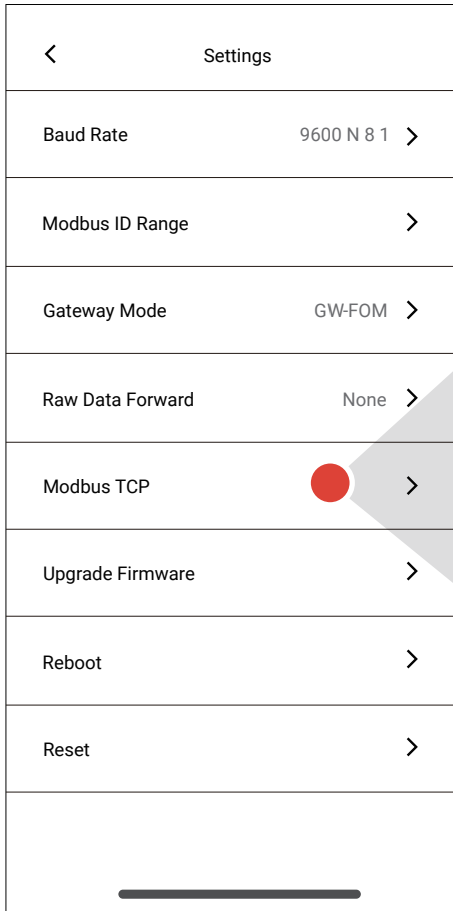 Settings
Baud Rate 9600 N 8 1
Modbus ID Range
Gateway Mode GW-FOM
Raw Data Forward None
Modbus TCP
Upgrade Firmware
Reboot
Reset